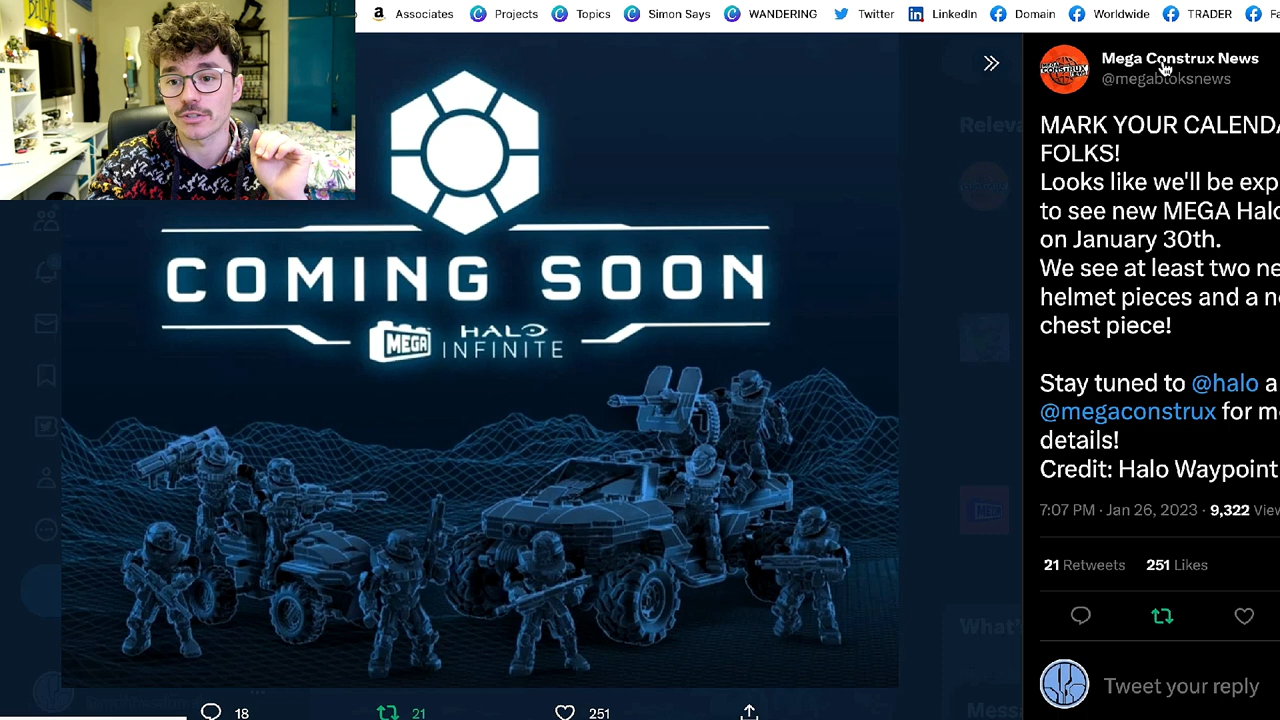 Associates
Projects
Topics
Simon Says
WANDERING
Twitter
LinkedIn
Domain
Worldwide
TRADER
COMING SOON
MEGA HALO INFINITE
18
21
251
Mega Construx News
@megabloksnews
MARK YOUR CALENDA
FOLKS!
Looks like we'll be exp
to see new MEGA Halo
on January 30th.
We see at least two ne
helmet pieces and a n
chest piece!
Stay tuned to @halo a
@megaconstrux for m
details!
Credit: Halo Waypoint
7:07 PM · Jan 26, 2023 · 9,322 View
21 Retweets 251 Likes
Tweet your reply